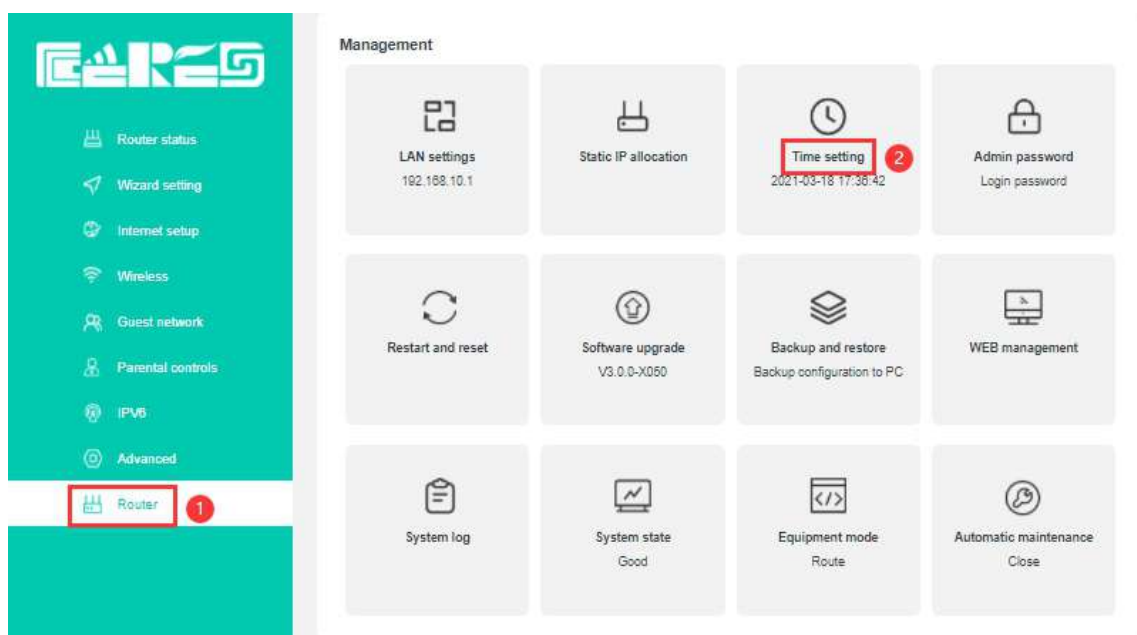 Management
Router status
Wizard setting
Internet setup
Wireless
Guest network
Parental controls
IPV6
Advanced
Router
1
LAN settings
192.168.10.1
Static IP allocation
Time setting
2
2021-03-18 17:36:42
Admin password
Login password
Restart and reset
Software upgrade
V3.0.0-X050
Backup and restore
Backup configuration to PC
WEB management
System log
System state
Good
Equipment mode
Route
Automatic maintenance
Close